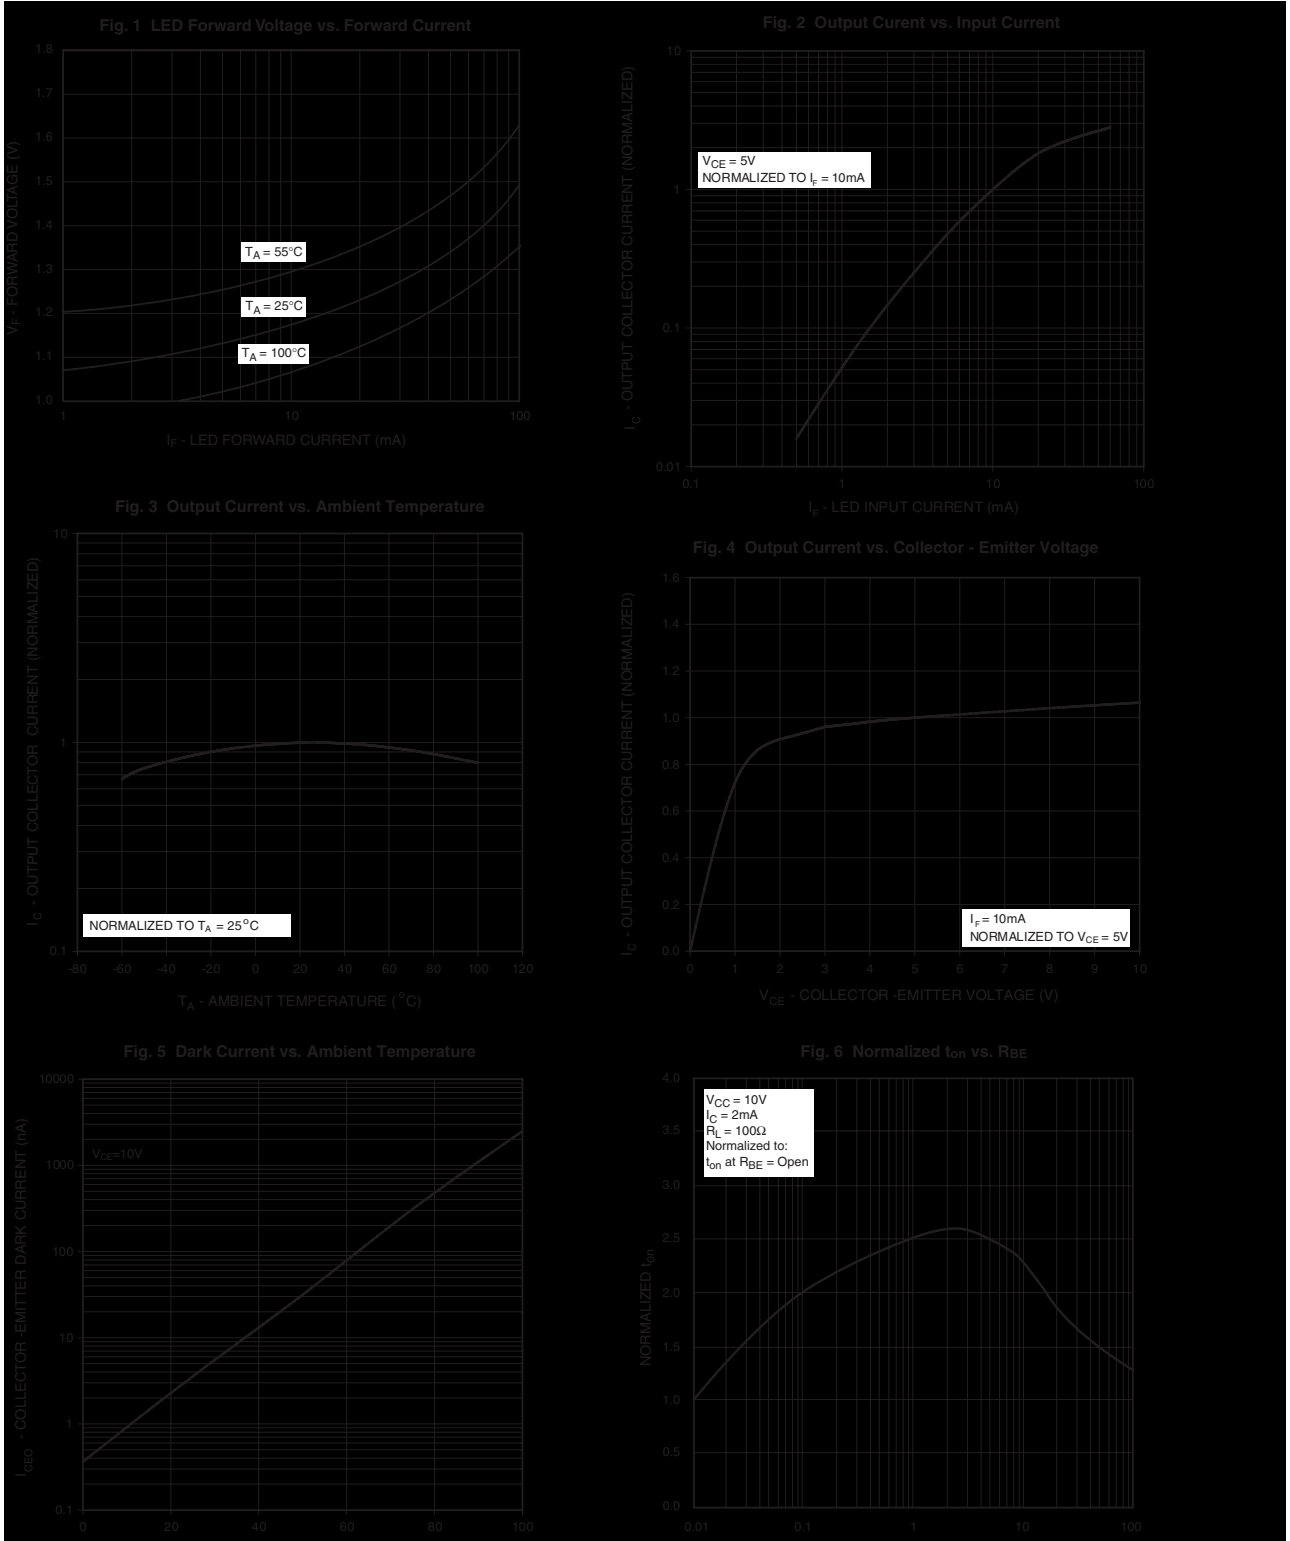 Fig. 1 LED Forward Voltage vs. Forward Current
1.8
1.7
1.6
1.5
1.4
1.3
1.2
1.1
1.0
VF - FORWARD VOLTAGE (V)
TA = 55°C
TA = 25°C
TA = 100°C
1 10 100
IF - LED FORWARD CURRENT (mA)
Fig. 2 Output Curent vs. Input Current
10
1
0.1
0.01
IC - OUTPUT COLLECTOR CURRENT (NORMALIZED)
VCE = 5V
NORMALIZED TO IF = 10mA
0.1 1 10 100
IF - LED INPUT CURRENT (mA)
Fig. 3 Output Current vs. Ambient Temperature
10
1
0.1
IC - OUTPUT COLLECTOR CURRENT (NORMALIZED)
NORMALIZED TO TA = 25°C
-80 -60 -40 -20 0 20 40 60 80 100 120
TA - AMBIENT TEMPERATURE (°C)
Fig. 4 Output Current vs. Collector - Emitter Voltage
1.6
1.4
1.2
1.0
0.8
0.6
0.4
0.2
0.0
IC - OUTPUT COLLECTOR CURRENT (NORMALIZED)
IF = 10mA
NORMALIZED TO VCE = 5V
0 1 2 3 4 5 6 7 8 9 10
VCE - COLLECTOR -EMITTER VOLTAGE (V)
Fig. 5 Dark Current vs. Ambient Temperature
10000
1000
100
10
1
0.1
ICEO - COLLECTOR -EMITTER DARK CURRENT (nA)
VCE=10V
0 20 40 60 80 100
Fig. 6 Normalized ton vs. RBE
4.0
3.5
3.0
2.5
2.0
1.5
1.0
0.5
0.0
NORMALIZED ton
VCC = 10V
IC = 2mA
RL = 100Ω
Normalized to:
ton at RBE = Open
0.01 0.1 1 10 100